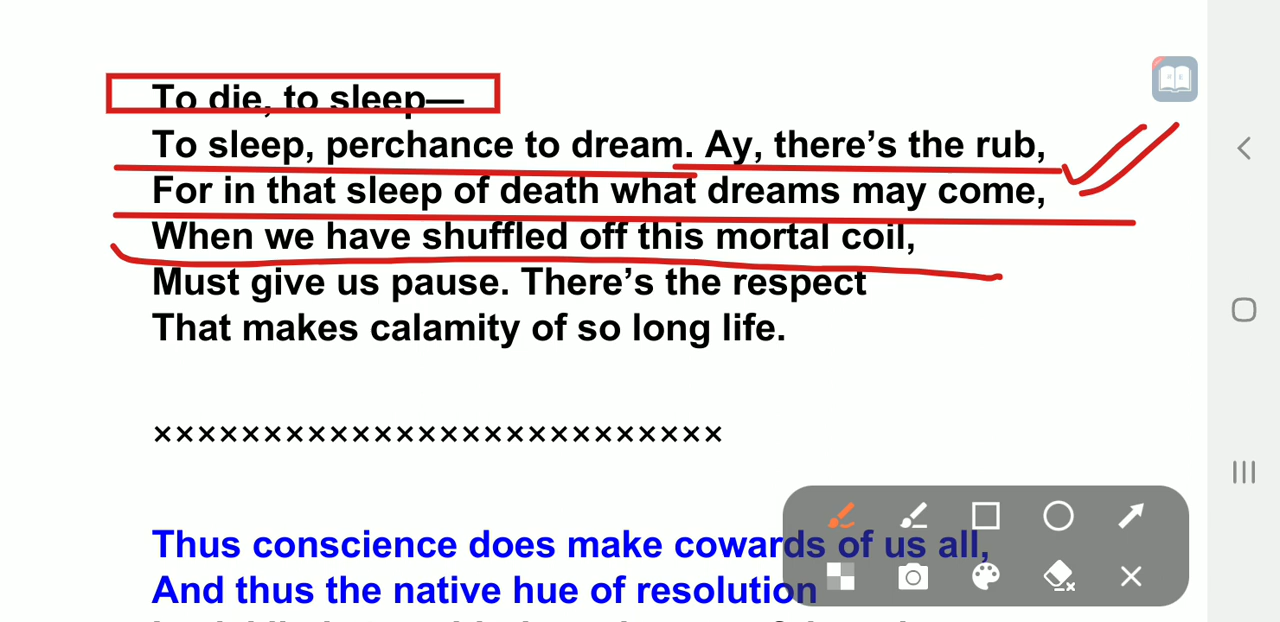 To die, to sleep—
To sleep, perchance to dream. Ay, there’s the rub,
For in that sleep of death what dreams may come,
When we have shuffled off this mortal coil,
Must give us pause. There’s the respect
That makes calamity of so long life.
××××××××××××××××××××××××××
Thus conscience does make cowards of us all,
And thus the native hue of resolution